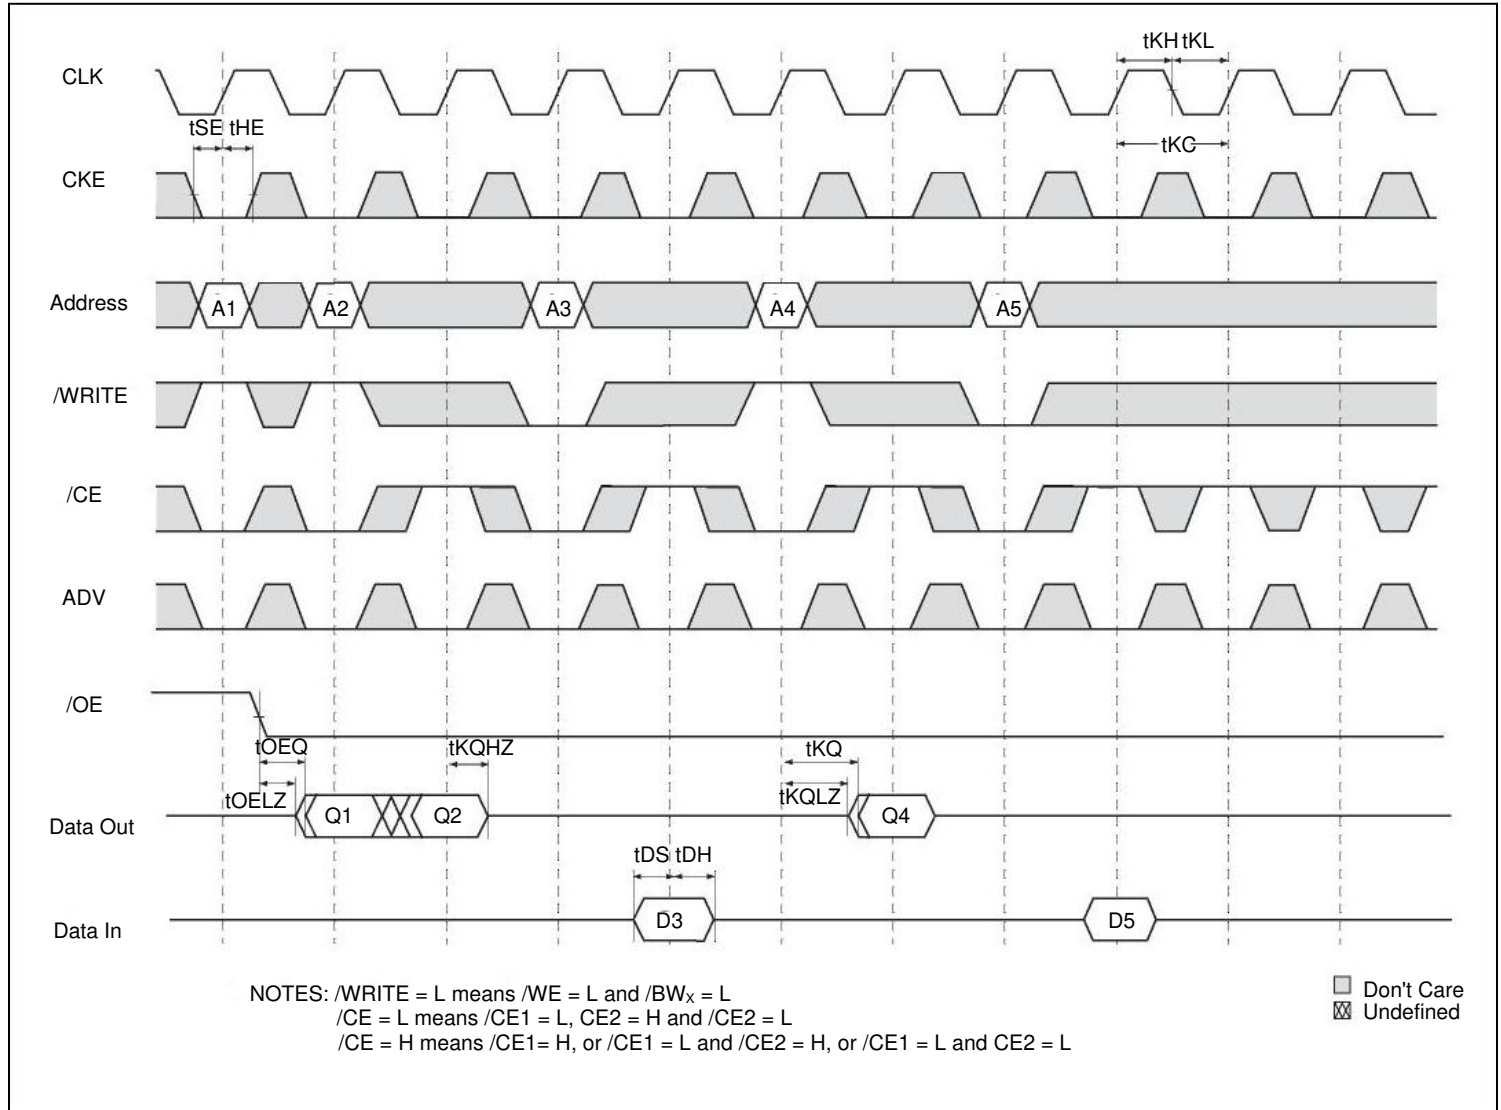 tKH tKL
CLK
tSE tHE
tKC
CKE
Address
A1
A2
A3
A4
A5
/WRITE
/CE
ADV
/OE
tOEQ
tKQHZ
tKQ
tOELZ
tKQLZ
Data Out
Q1
Q2
Q4
tDS tDH
Data In
D3
D5
NOTES: /WRITE = L means /WE = L and /BWX = L
/CE = L means /CE1 = L, CE2 = H and /CE2 = L
/CE = H means /CE1= H, or /CE1 = L and /CE2 = H, or /CE1 = L and CE2 = L
Don't Care
Undefined